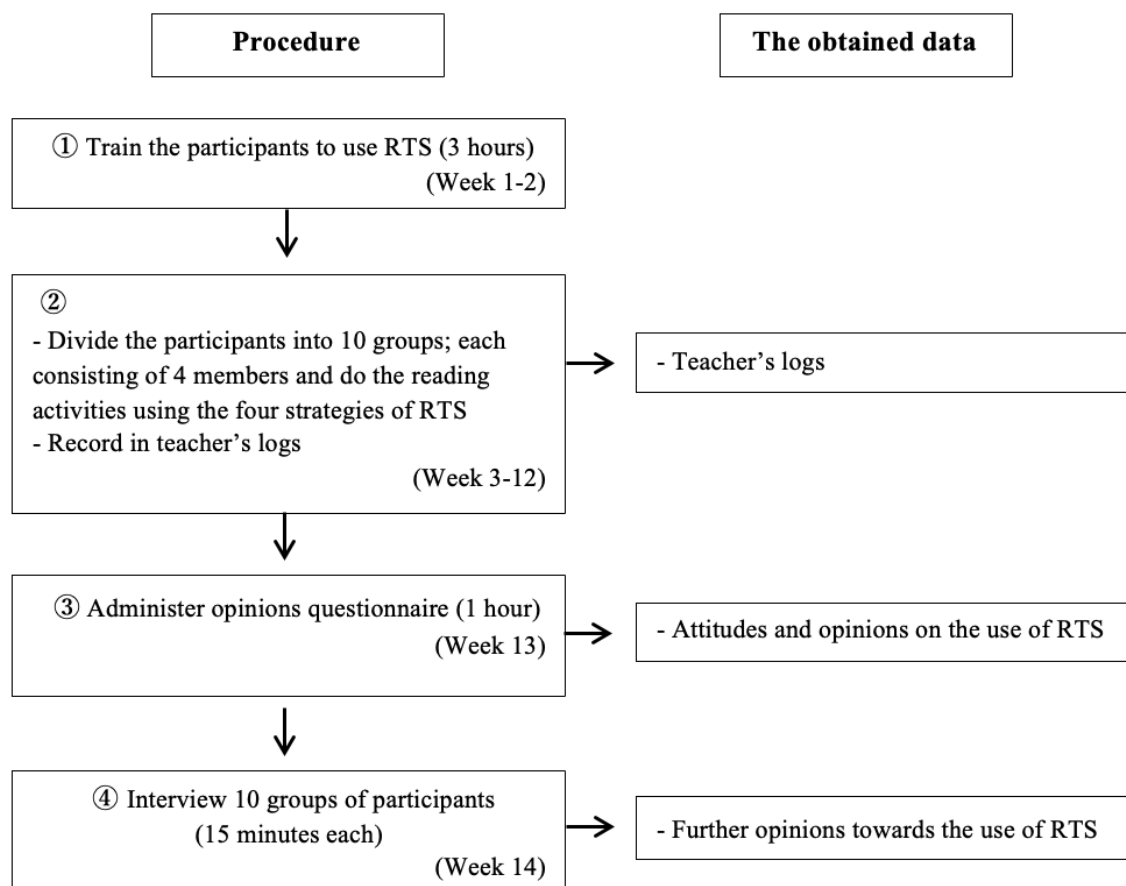 Procedure
The obtained data
① Train the participants to use RTS (3 hours)
(Week 1-2)
②
- Divide the participants into 10 groups; each
consisting of 4 members and do the reading
activities using the four strategies of RTS
- Record in teacher's logs
(Week 3-12)
- Teacher's logs
③ Administer opinions questionnaire (1 hour)
(Week 13)
- Attitudes and opinions on the use of RTS
④ Interview 10 groups of participants
(15 minutes each)
(Week 14)
- Further opinions towards the use of RTS